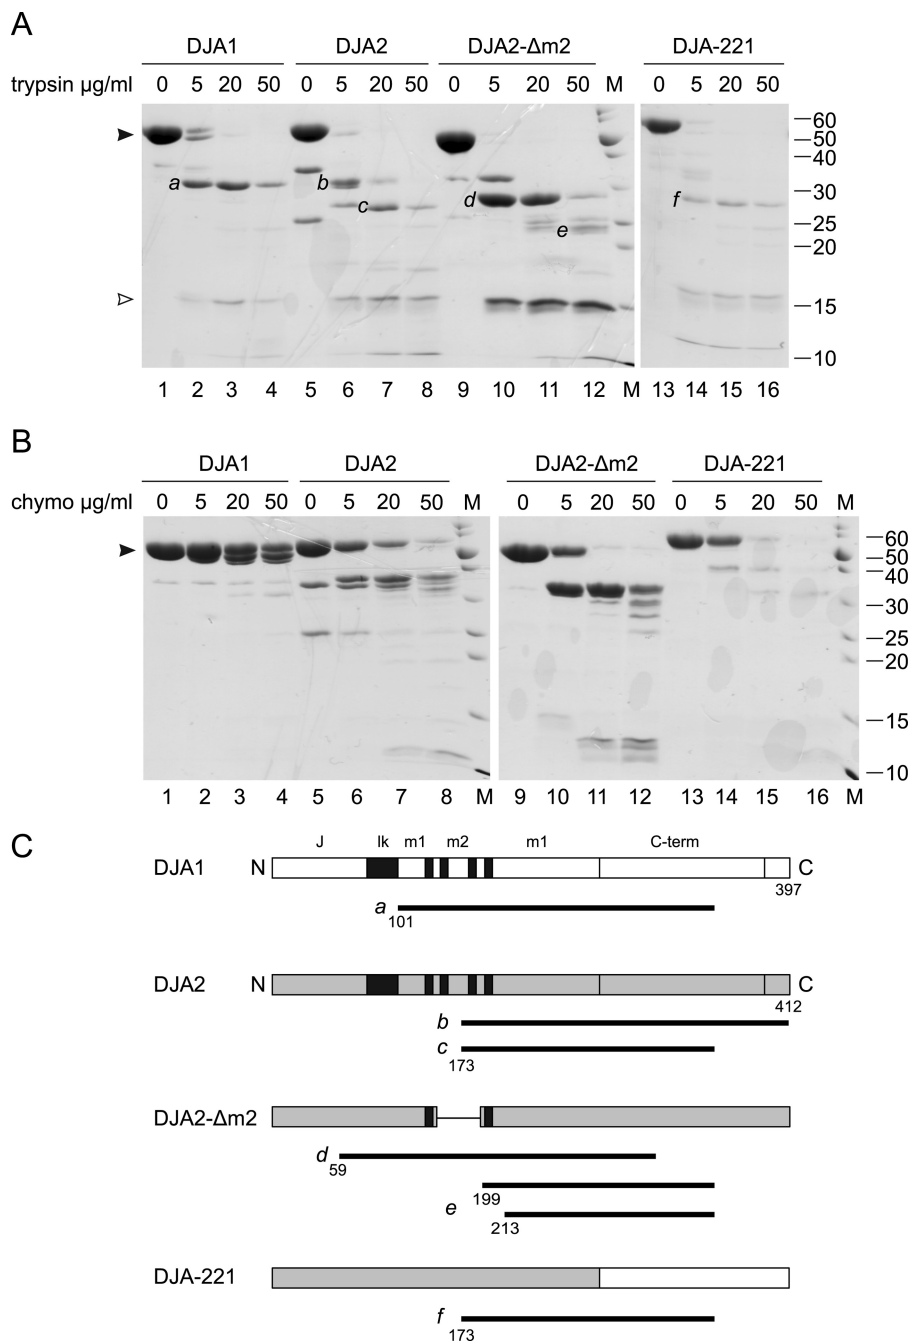 A
DJA1 DJA2 DJA2-Δm2 DJA-221
trypsin µg/ml 0 5 20 50 0 5 20 50 0 5 20 50 M 0 5 20 50
60
50
40
a b c d e f
30
25
20
15
10
1 2 3 4 5 6 7 8 9 10 11 12 M 13 14 15 16
B
DJA1 DJA2 DJA2-Δm2 DJA-221
chymo µg/ml 0 5 20 50 0 5 20 50 M 0 5 20 50 0 5 20 50 M
60
50
40
30
25
20
15
10
1 2 3 4 5 6 7 8 M 9 10 11 12 13 14 15 16 M
C
J lk m1 m2 m1 C-term
DJA1 N C
397
a
101
DJA2 N C
412
b
c
173
DJA2-Δm2
d
59
199
e
213
DJA-221
f
173